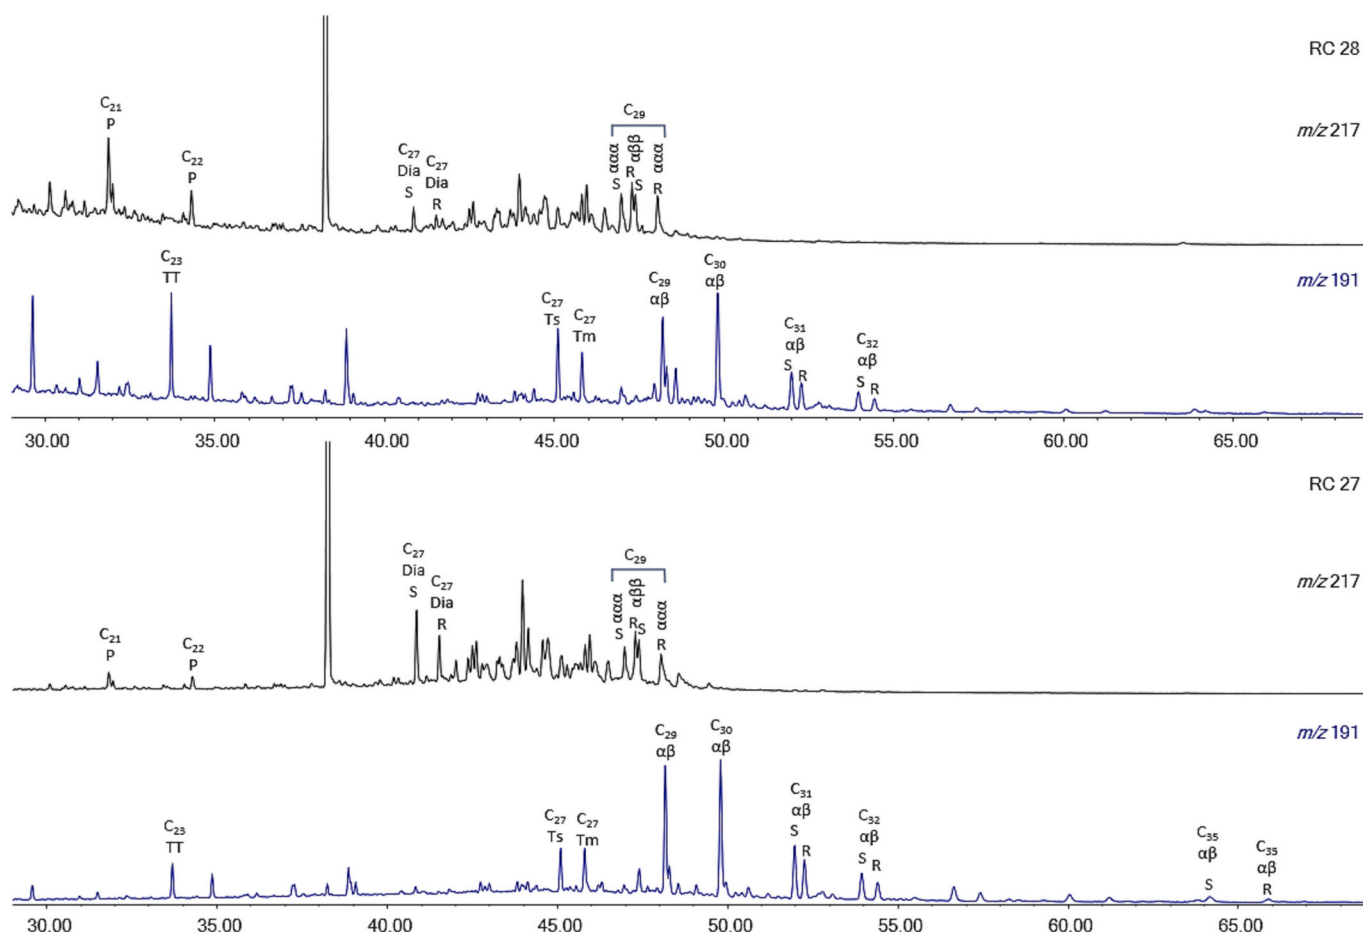 RC 28
C21
P
m/z 217
C29
C22
P
C27
Dia
S
C27
Dia
R
ααα
S
αββ
R
S
ααα
R
C23
TT
C30
αβ
m/z 191
C29
αβ
C27
Ts
C27
Tm
C31
αβ
S
R
C32
αβ
S
R
30.00 35.00 40.00 45.00 50.00 55.00 60.00 65.00
RC 27
C27
Dia
S
C29
m/z 217
C27
Dia
R
ααα
S
αββ
R
S
ααα
R
C21
P
C22
P
C29
αβ
C30
αβ
m/z 191
C31
αβ
S
R
C23
TT
C27
Ts
C27
Tm
C32
αβ
S
R
C35
αβ
S
C35
αβ
R
30.00 35.00 40.00 45.00 50.00 55.00 60.00 65.00